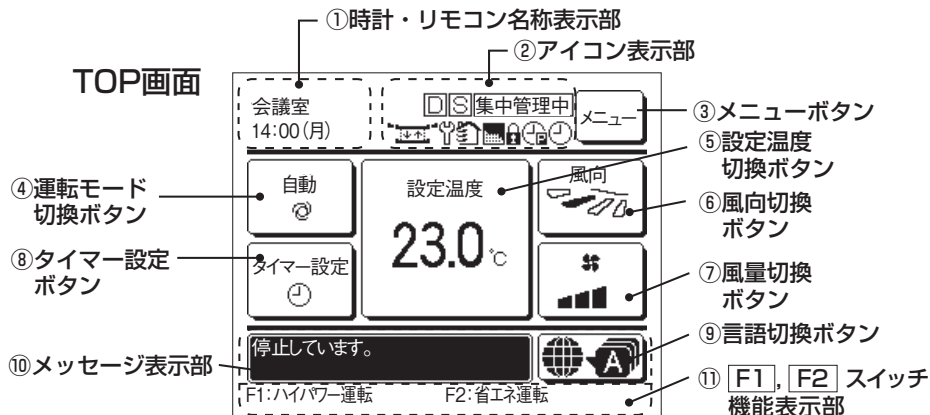 ①時計・リモコン名称表示部
②アイコン表示部
TOP画面
会議室
14:00(月)
D S 集中管理中
メニュー
③メニューボタン
④運転モード
切換ボタン
自動
設定温度
23.0℃
風向
⑤設定温度
切換ボタン
⑥風向切換
ボタン
⑧タイマー設定
ボタン
タイマー設定
⑦風量切換
ボタン
⑨言語切換ボタン
⑩メッセージ表示部
停止しています。
A
F1:ハイパワー運転 F2:省エネ運転
⑪ F1, F2 スイッチ
機能表示部